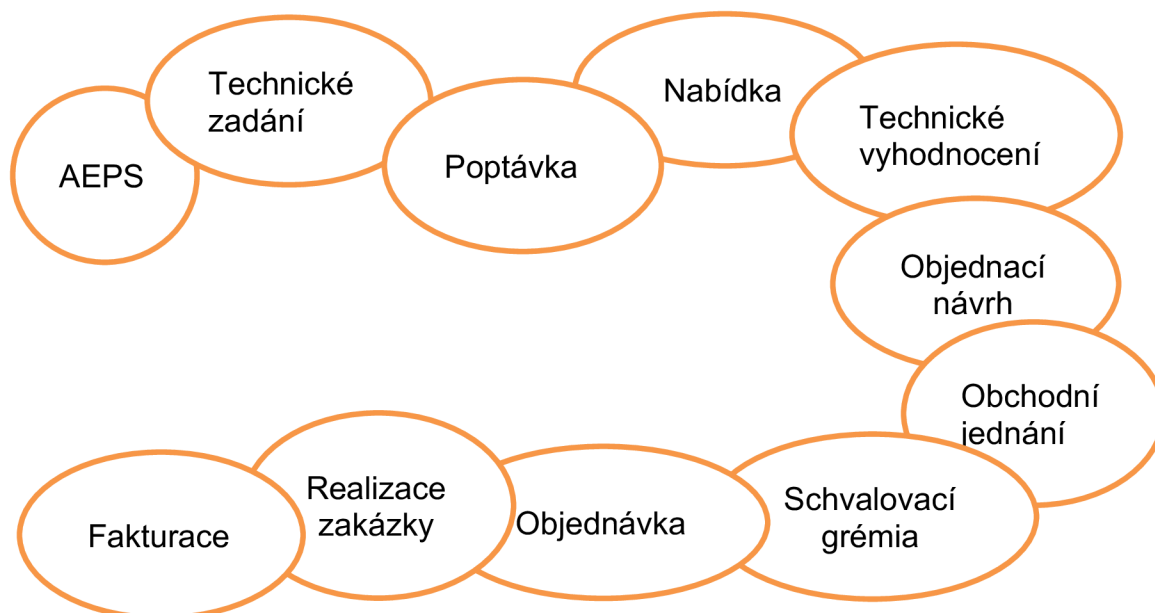 AEPS
Technické
zadání
Poptávka
Nabídka
Technické
vyhodnocení
Objednací
návrh
Obchodní
jednání
Schvalovací
grémia
Objednávka
Realizace
zakázky
Fakturace